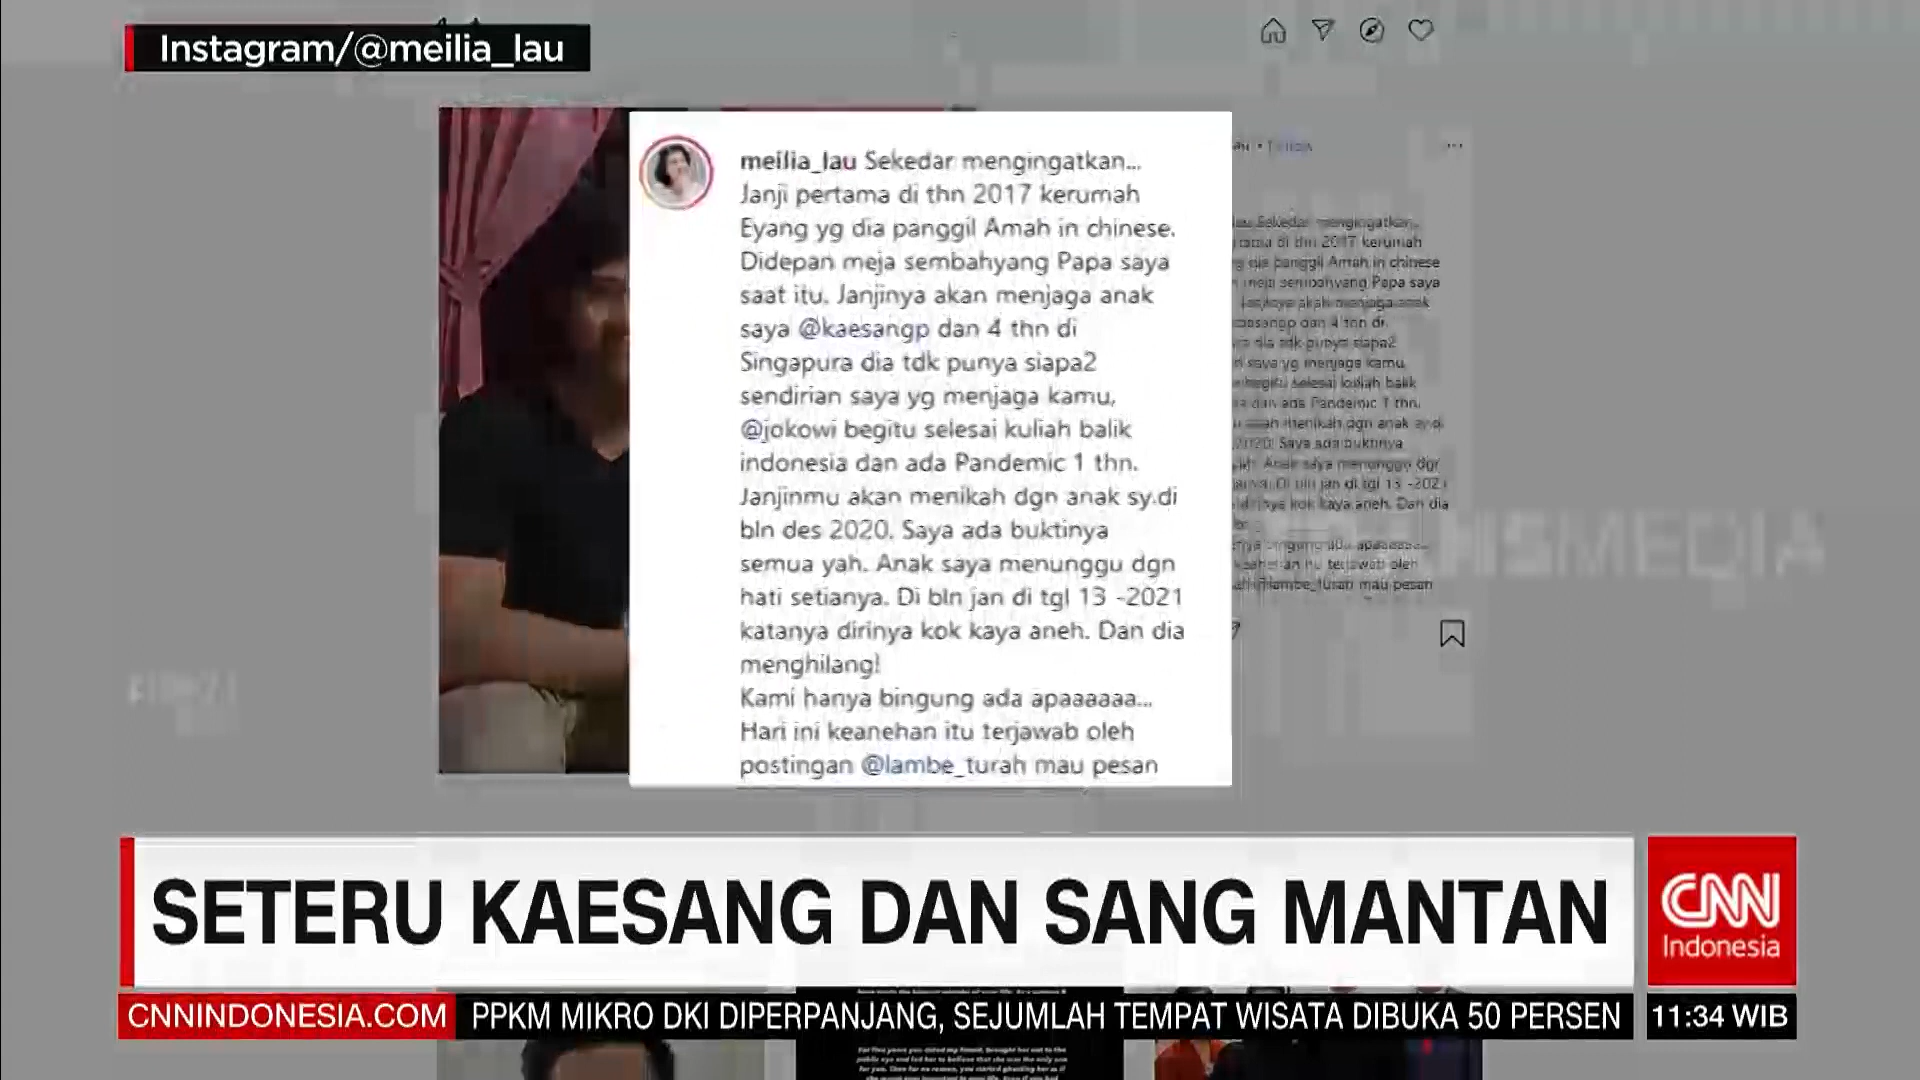 Instagram/@meilia_lau
meilia_lau Sekedar mengingatkan...
Janji pertama di thn 2017 kerumah
Eyang yg dia panggil Amah in chinese.
Didepan meja sembahyang Papa saya
saat itu. Janjinya akan menjaga anak
saya @kaesangp dan 4 thn di
Singapura dia tdk punya siapa2
sendirian saya yg menjaga kamu,
@jokowi begitu selesai kuliah balik
indonesia dan ada Pandemic 1 thn.
Janjinmu akan menikah dgn anak sy.di
bln des 2020. Saya ada buktinya
semua yah. Anak saya menunggu dgn
hati setianya. Di bln jan di tgl 13 -2021
katanya dirinya kok kaya aneh. Dan dia
menghilang!
Kami hanya bingung ada apaaaaaa...
Hari ini keanehan itu terjawab oleh
postingan @lambe_turah mau pesan
TRANSMEDIA
SETERU KAESANG DAN SANG MANTAN
CNN
Indonesia
CNNINDONESIA.COM
PPKM MIKRO DKI DIPERPANJANG, SEJUMLAH TEMPAT WISATA DIBUKA 50 PERSEN
11:34 WIB